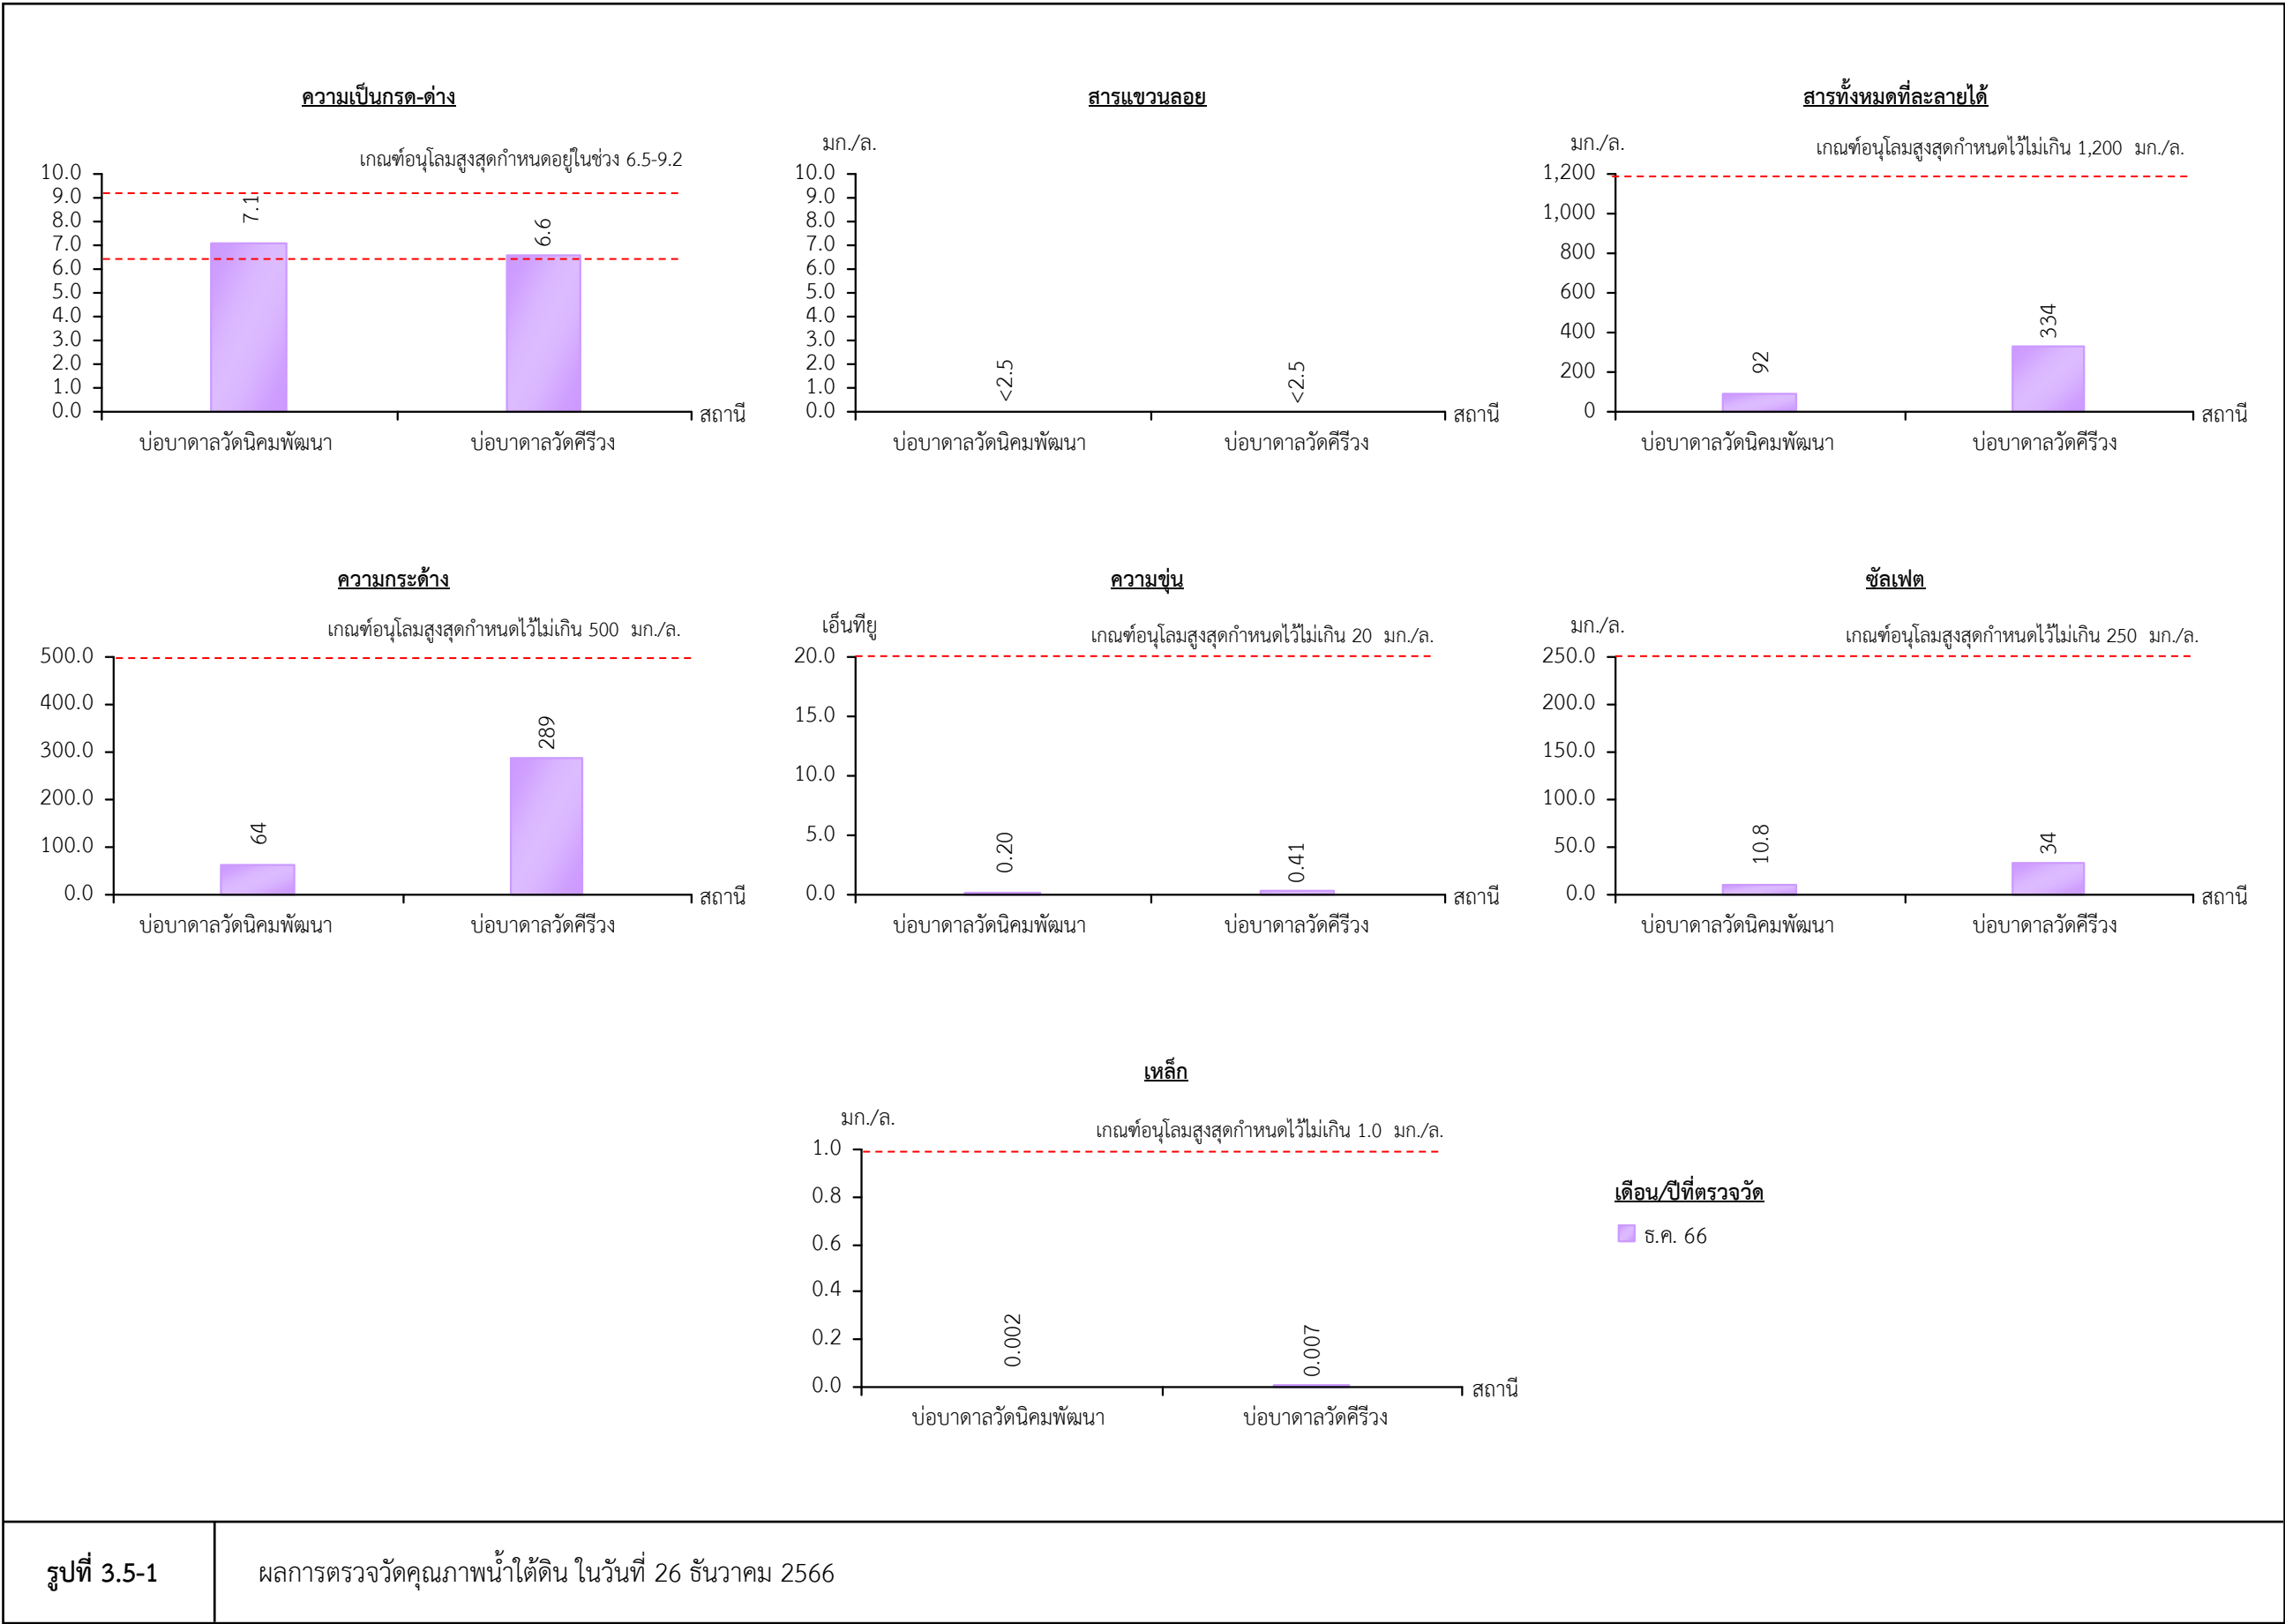 ความเป็นกรด-ด่าง
เกณฑ์อนุโลมสูงสุดกำหนดอยู่ในช่วง 6.5-9.2
10.0
9.0
8.0
7.0
6.0
5.0
4.0
3.0
2.0
1.0
0.0
7.1
6.6
สถานี
บ่อบาดาลวัดนิคมพัฒนา
บ่อบาดาลวัดคีรีวง
สารแขวนลอย
มก./ล.
10.0
9.0
8.0
7.0
6.0
5.0
4.0
3.0
2.0
1.0
0.0
<2.5
<2.5
สถานี
บ่อบาดาลวัดนิคมพัฒนา
บ่อบาดาลวัดคีรีวง
สารทั้งหมดที่ละลายได้
มก./ล.
เกณฑ์อนุโลมสูงสุดกำหนดไว้ไม่เกิน 1,200 มก./ล.
1,200
1,000
800
600
400
200
0
92
334
สถานี
บ่อบาดาลวัดนิคมพัฒนา
บ่อบาดาลวัดคีรีวง
ความกระด้าง
เกณฑ์อนุโลมสูงสุดกำหนดไว้ไม่เกิน 500 มก./ล.
500.0
400.0
300.0
200.0
100.0
0.0
64
289
สถานี
บ่อบาดาลวัดนิคมพัฒนา
บ่อบาดาลวัดคีรีวง
ความขุ่น
เอ็นทียู
เกณฑ์อนุโลมสูงสุดกำหนดไว้ไม่เกิน 20 มก./ล.
20.0
15.0
10.0
5.0
0.0
0.20
0.41
สถานี
บ่อบาดาลวัดนิคมพัฒนา
บ่อบาดาลวัดคีรีวง
ซัลเฟต
มก./ล.
เกณฑ์อนุโลมสูงสุดกำหนดไว้ไม่เกิน 250 มก./ล.
250.0
200.0
150.0
100.0
50.0
0.0
10.8
34
สถานี
บ่อบาดาลวัดนิคมพัฒนา
บ่อบาดาลวัดคีรีวง
เหล็ก
มก./ล.
เกณฑ์อนุโลมสูงสุดกำหนดไว้ไม่เกิน 1.0 มก./ล.
1.0
0.8
0.6
0.4
0.2
0.0
0.002
0.007
สถานี
บ่อบาดาลวัดนิคมพัฒนา
บ่อบาดาลวัดคีรีวง
เดือน/ปีที่ตรวจวัด
ธ.ค. 66
รูปที่ 3.5-1
ผลการตรวจวัดคุณภาพน้ำใต้ดิน ในวันที่ 26 ธันวาคม 2566